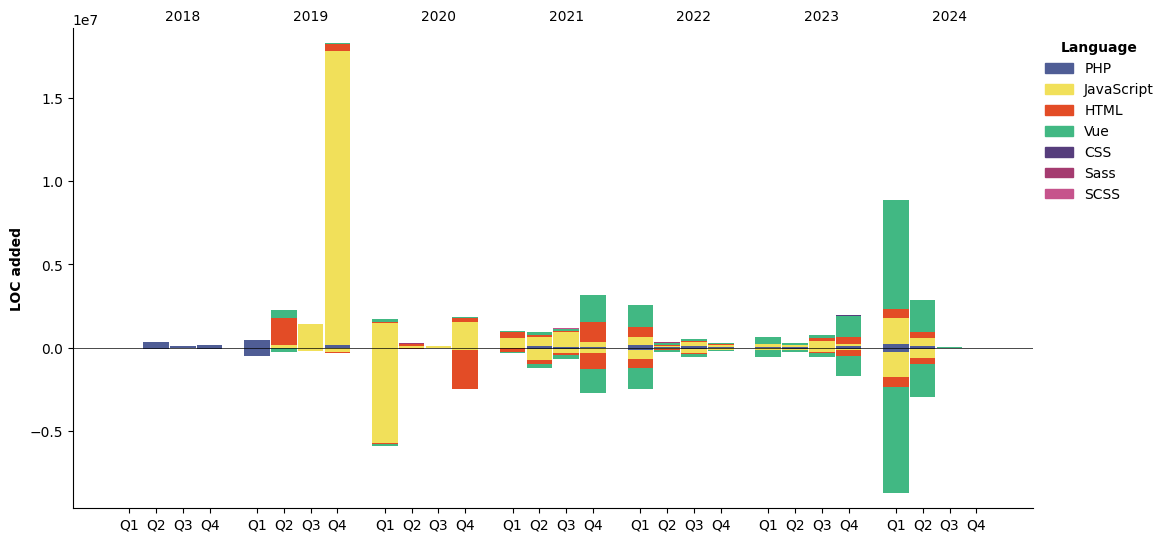 1e7
2018 2019 2020 2021 2022 2023 2024
Language
PHP
JavaScript
HTML
Vue
CSS
Sass
SCSS
LOC added
1.5
1.0
0.5
0.0
−0.5
Q1 Q2 Q3 Q4 Q1 Q2 Q3 Q4 Q1 Q2 Q3 Q4 Q1 Q2 Q3 Q4 Q1 Q2 Q3 Q4 Q1 Q2 Q3 Q4 Q1 Q2 Q3 Q4